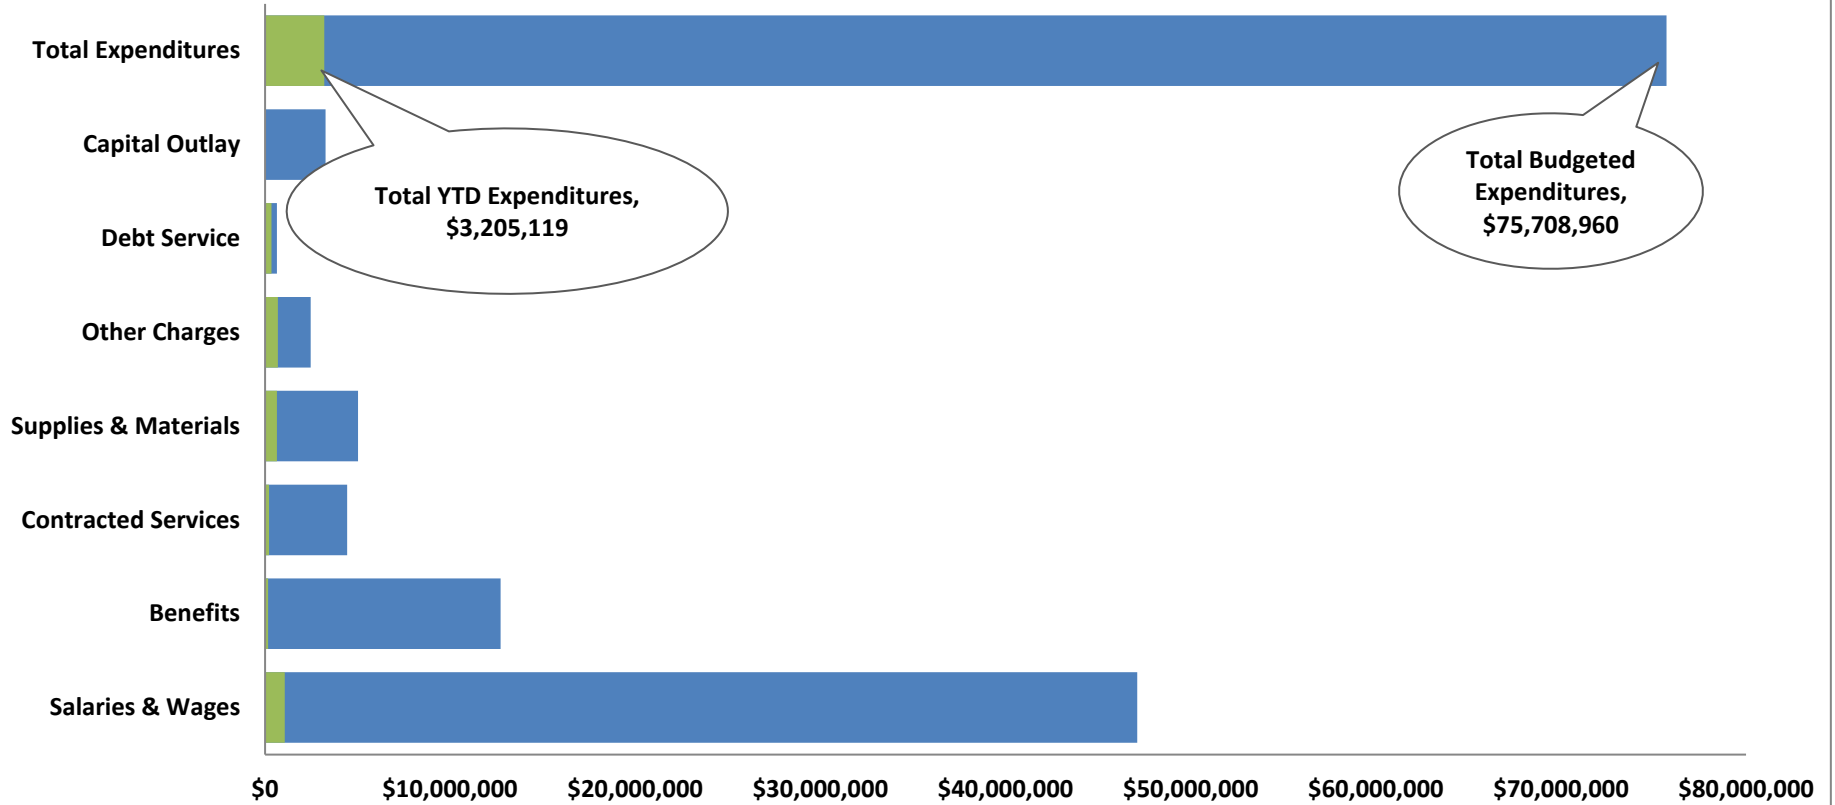 Total Expenditures
Capital Outlay
Total YTD Expenditures,
$3,205,119
Total Budgeted
Expenditures,
$75,708,960
Debt Service
Other Charges
Supplies & Materials
Contracted Services
Benefits
Salaries & Wages
$0 $10,000,000 $20,000,000 $30,000,000 $40,000,000 $50,000,000 $60,000,000 $70,000,000 $80,000,000